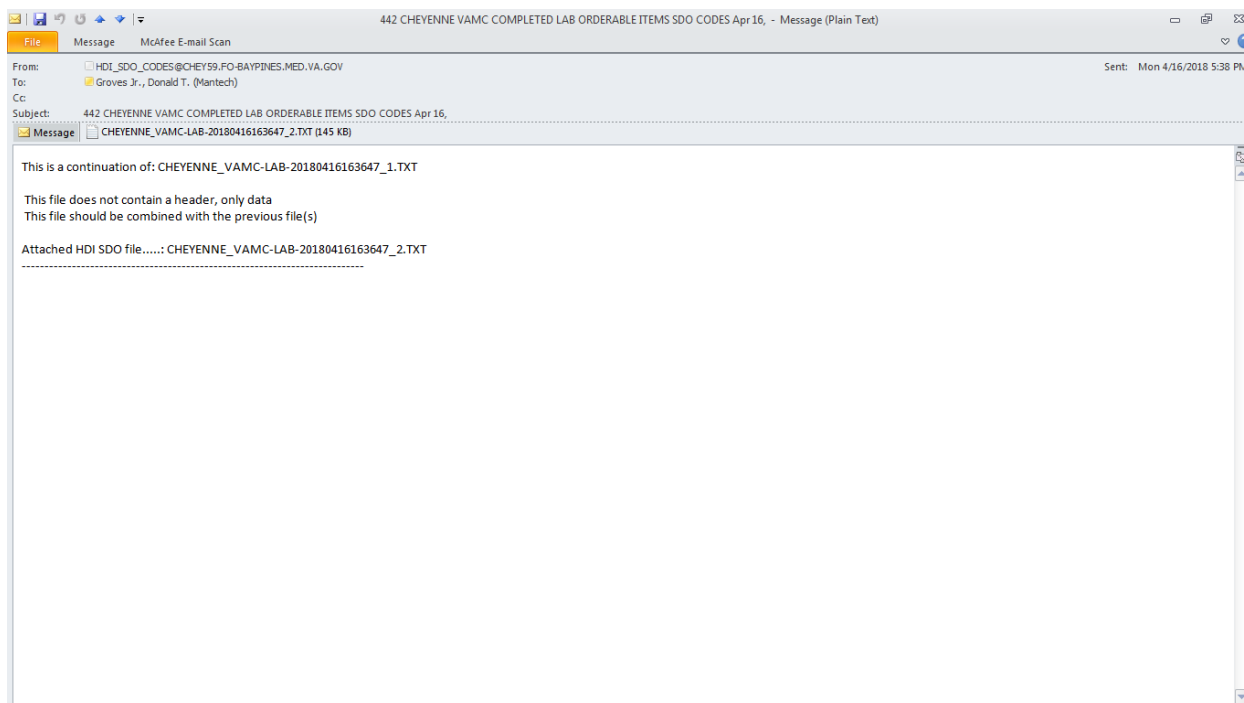 442 CHEYENNE VAMC COMPLETED LAB ORDERABLE ITEMS SDO CODES Apr 16, - Message (Plain Text)
File Message McAfee E-mail Scan
From: HDI_SDO_CODES@CHEY59.FO-BAYPINES.MED.VA.GOV Sent: Mon 4/16/2018 5:38 PM
To: Groves Jr., Donald T. (Mantech)
Cc:
Subject: 442 CHEYENNE VAMC COMPLETED LAB ORDERABLE ITEMS SDO CODES Apr 16,
Message CHEYENNE_VAMC-LAB-20180416163647_2.TXT (145 KB)
This is a continuation of: CHEYENNE_VAMC-LAB-20180416163647_1.TXT
This file does not contain a header, only data
This file should be combined with the previous file(s)
Attached HDI SDO file.....: CHEYENNE_VAMC-LAB-20180416163647_2.TXT
---------------------------------------------------------------------------